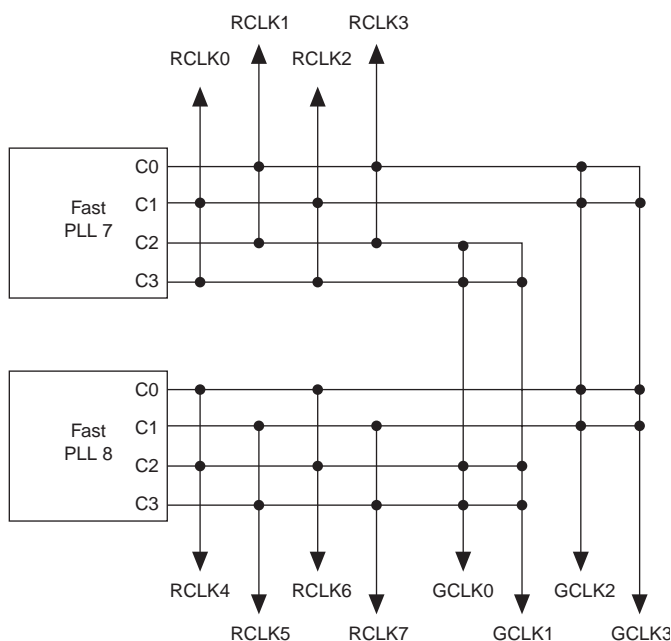 RCLK1
RCLK3
RCLK0
RCLK2
C0
C1
Fast
PLL 7
C2
C3
C0
C1
Fast
PLL 8
C2
C3
RCLK4
RCLK6
GCLK0
GCLK2
RCLK5
RCLK7
GCLK1
GCLK3